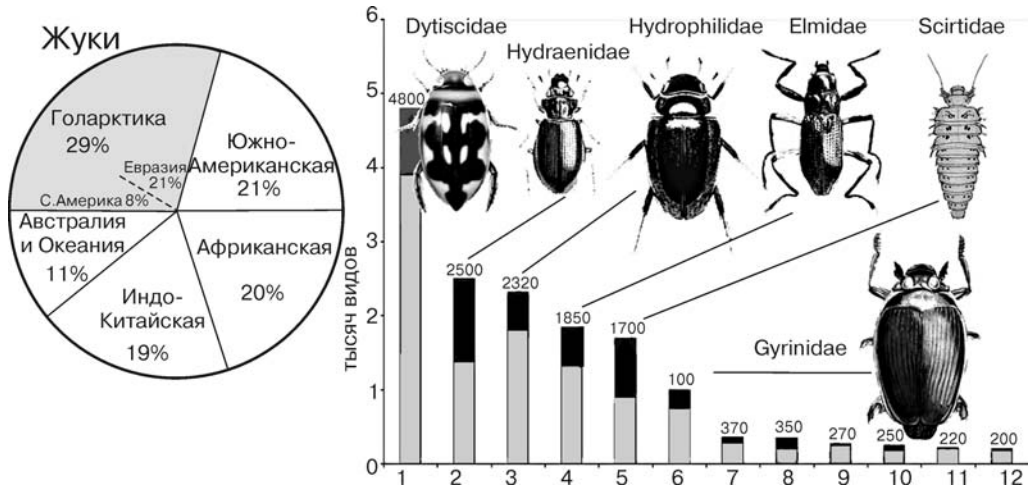 Жуки
Голарктика
29%
Евразия
21%
С.Америка 8%
Южно-
Американская
21%
Австралия
и Океания
11%
Африканская
20%
Индо-
Китайская
19%
тысяч видов
6
5
4
3
2
1
0
Dytiscidae
Hydraenidae
Hydrophilidae
Elmidae
Scirtidae
Gyrinidae
4800
2500
2320
1850
1700
100
370
350
270
250
220
200
1 2 3 4 5 6 7 8 9 10 11 12